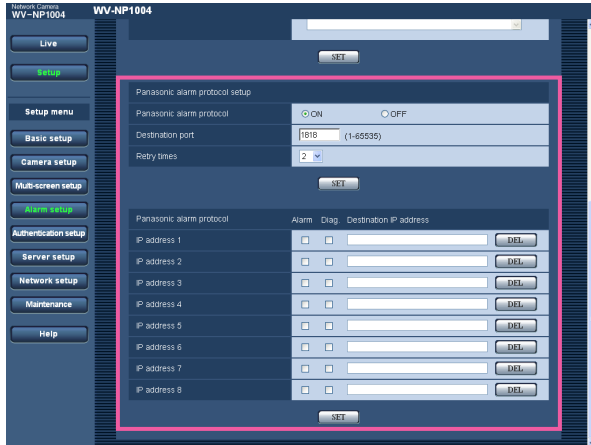 Network Camera
WV-NP1004
WV-NP1004
Live
Setup
Setup menu
Basic setup
Camera setup
Multi-screen setup
Alarm setup
Authentication setup
Server setup
Network setup
Maintenance
Help
SET
Panasonic alarm protocol setup
Panasonic alarm protocol ON OFF
Destination port 1818 (1-65535)
Retry times 2
SET
Panasonic alarm protocol Alarm Diag. Destination IP address
IP address 1 DEL
IP address 2 DEL
IP address 3 DEL
IP address 4 DEL
IP address 5 DEL
IP address 6 DEL
IP address 7 DEL
IP address 8 DEL
SET